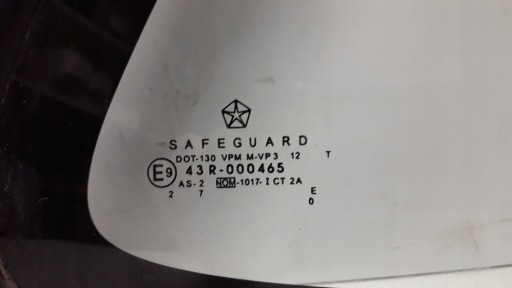 SAFEGUARD
DOT-130 VPM M-VP3 12 T
E9 43R-000465
AS-2 NOM-1017-I CT 2A
2 7 E
0